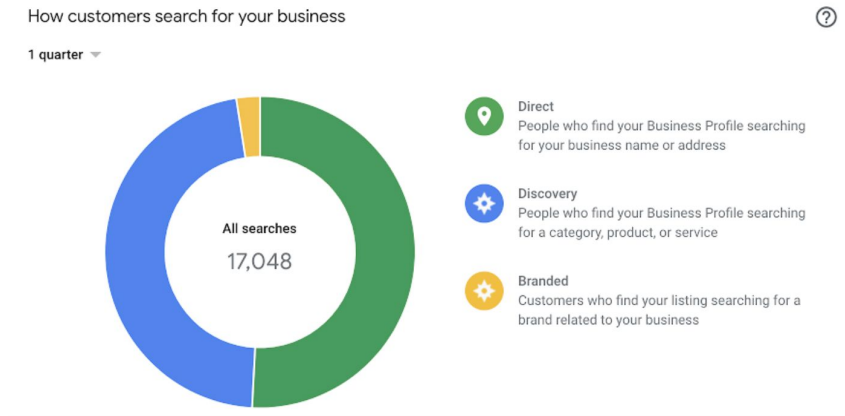 How customers search for your business
?
1 quarter
All searches
17,048
Direct
People who find your Business Profile searching
for your business name or address
Discovery
People who find your Business Profile searching
for a category, product, or service
Branded
Customers who find your listing searching for a
brand related to your business